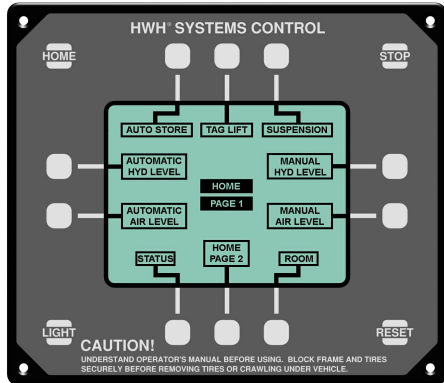 HWH® SYSTEMS CONTROL
HOME
STOP
AUTO STORE
TAG LIFT
SUSPENSION
AUTOMATIC
HYD LEVEL
MANUAL
HYD LEVEL
HOME
PAGE 1
AUTOMATIC
AIR LEVEL
MANUAL
AIR LEVEL
STATUS
HOME
PAGE 2
ROOM
LIGHT
RESET
CAUTION!
UNDERSTAND OPERATOR'S MANUAL BEFORE USING. BLOCK FRAME AND TIRES
SECURELY BEFORE REMOVING TIRES OR CRAWLING UNDER VEHICLE.